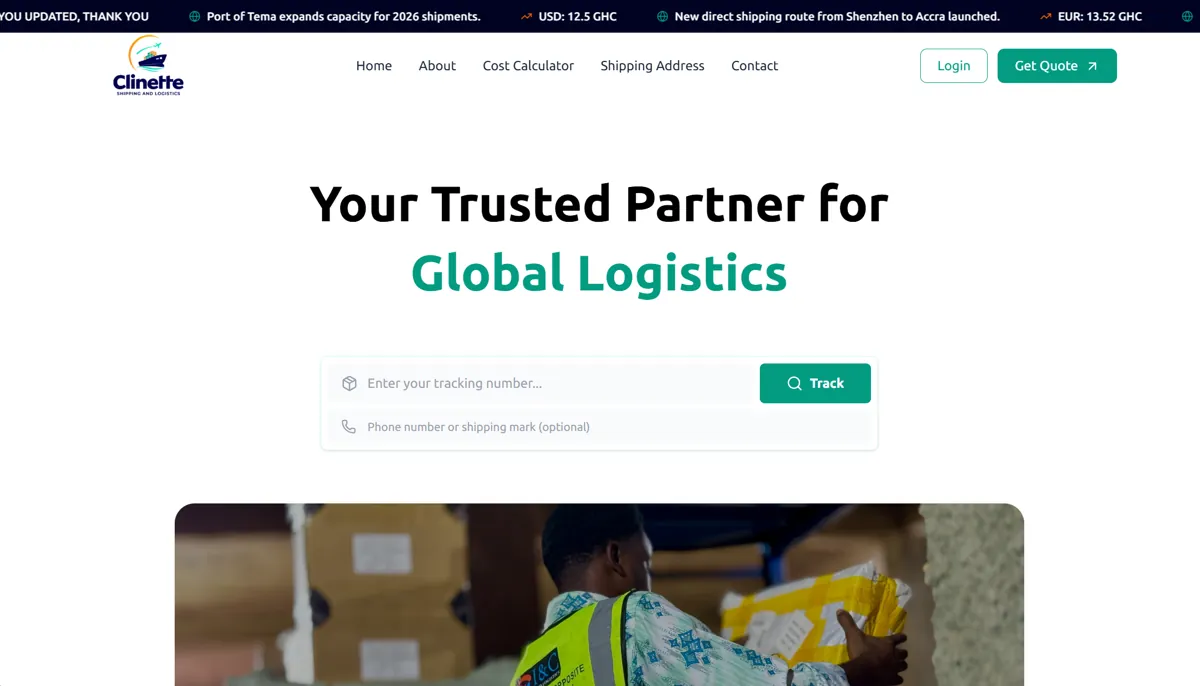 YOU UPDATED, THANK YOU
Port of Tema expands capacity for 2026 shipments.
USD: 12.5 GHC
New direct shipping route from Shenzhen to Accra launched.
EUR: 13.52 GHC
Clinette
SHIPPING AND LOGISTICS
Home
About
Cost Calculator
Shipping Address
Contact
Login
Get Quote
Your Trusted Partner for
Global Logistics
Enter your tracking number...
Track
Phone number or shipping mark (optional)